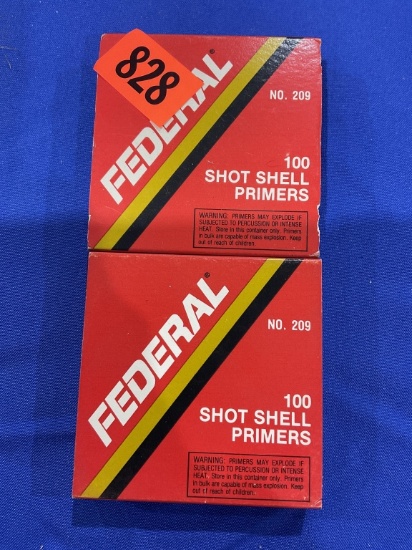 828
FEDERAL®
NO. 209
100
SHOT SHELL
PRIMERS
WARNING: PRIMERS MAY EXPLODE IF
SUBJECTED TO PERCUSSION OR INTENSE
HEAT. Store in this container only. Primers
in bulk are capable of mass explosion. Keep
out of reach of children.
FEDERAL®
NO. 209
100
SHOT SHELL
PRIMERS
WARNING: PRIMERS MAY EXPLODE IF
SUBJECTED TO PERCUSSION OR INTENSE
HEAT. Store in this container only. Primers
in bulk are capable of mass explosion. Keep
out of reach of children.